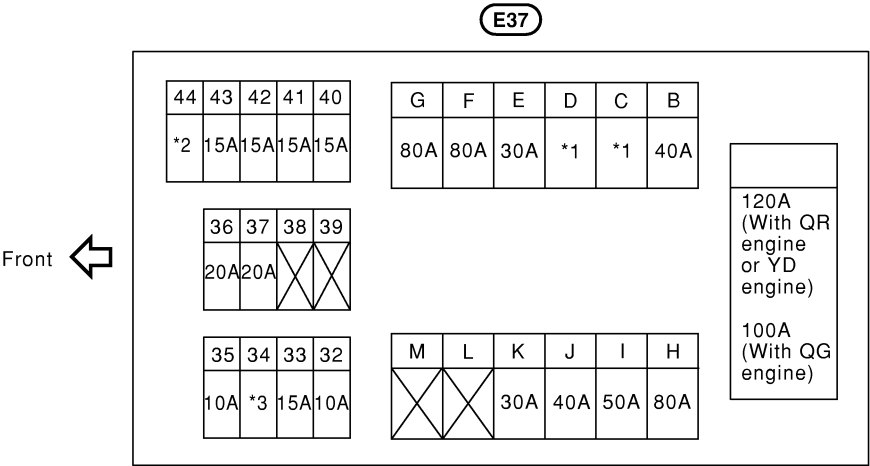 E37
44 43 42 41 40
*2 15A 15A 15A 15A
G F E D C B
80A 80A 30A *1 *1 40A
36 37 38 39
20A 20A
Front
120A
(With QR
engine
or YD
engine)
100A
(With QG
engine)
35 34 33 32
10A *3 15A 10A
M L K J I H
30A 40A 50A 80A